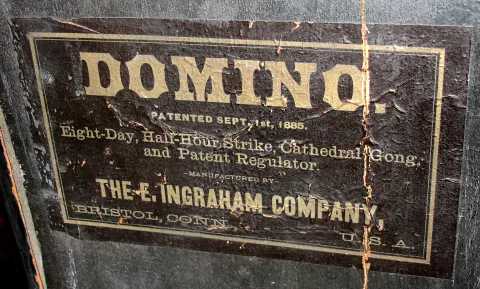 DOMINO.
PATENTED SEPT. 1st, 1885.
Eight-Day, Half-Hour Strike, Cathedral Gong,
and Patent Regulator.
MANUFACTURED BY
THE E. INGRAHAM COMPANY,
BRISTOL, CONN., U.S.A.